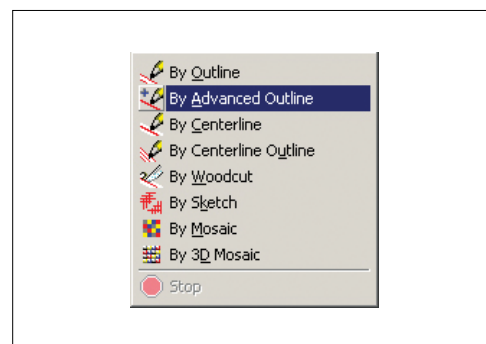 By Outline
By Advanced Outline
By Centerline
By Centerline Outline
By Woodcut
By Sketch
By Mosaic
By 3D Mosaic
Stop